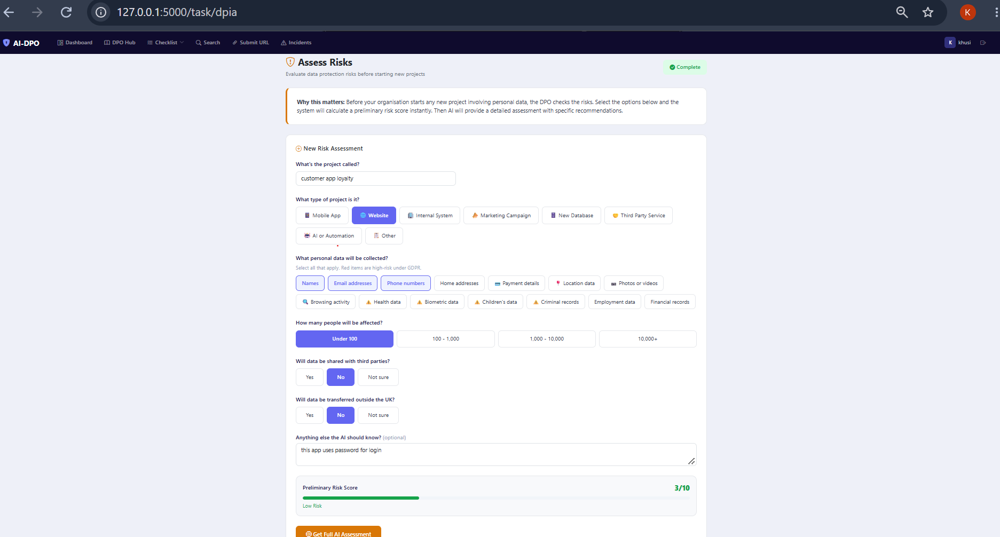 127.0.0.1:5000/task/dpia
K
AI-DPO Dashboard DPO Hub Checklist Search Submit URL Incidents K khusi
Assess Risks
Complete
Evaluate data protection risks before starting new projects
Why this matters: Before your organisation starts any new project involving personal data, the DPO checks the risks. Select the options below and the
system will calculate a preliminary risk score instantly. Then AI will provide a detailed assessment with specific recommendations.
New Risk Assessment
What's the project called?
customer app loyalty
What type of project is it?
Mobile App Website Internal System Marketing Campaign New Database Third Party Service
AI or Automation Other
What personal data will be collected?
Select all that apply. Red items are high-risk under GDPR.
Names Email addresses Phone numbers Home addresses Payment details Location data Photos or videos
Browsing activity Health data Biometric data Children's data Criminal records Employment data Financial records
How many people will be affected?
Under 100 100 - 1,000 1,000 - 10,000 10,000+
Will data be shared with third parties?
Yes No Not sure
Will data be transferred outside the UK?
Yes No Not sure
Anything else the AI should know? (optional)
this app uses password for login
Preliminary Risk Score 3/10
Low Risk
Get Full AI Assessment